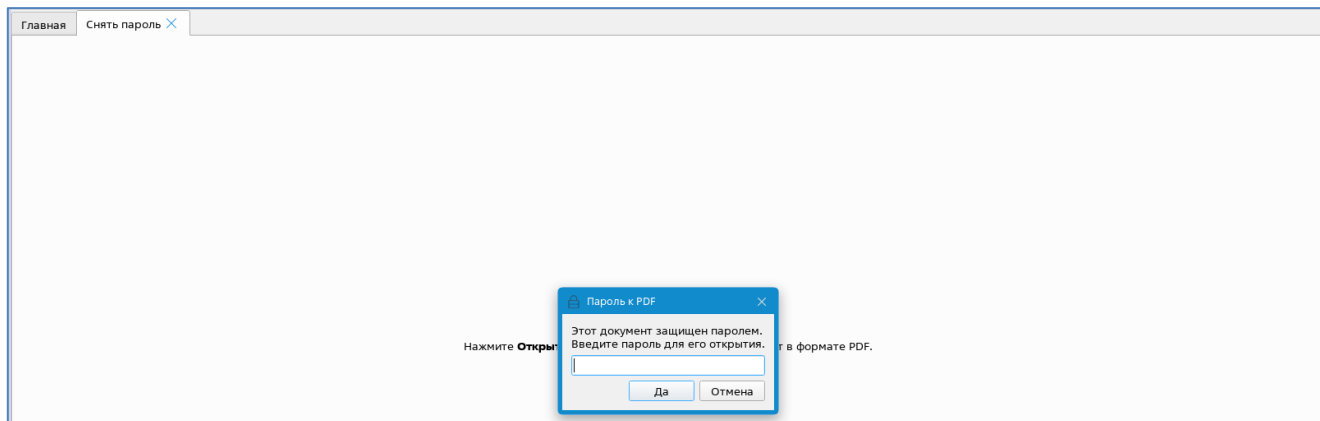 Главная
Снять пароль
Пароль к PDF
Этот документ защищен паролем.
Введите пароль для его открытия.
Нажмите Открыт
т в формате PDF.
Да
Отмена